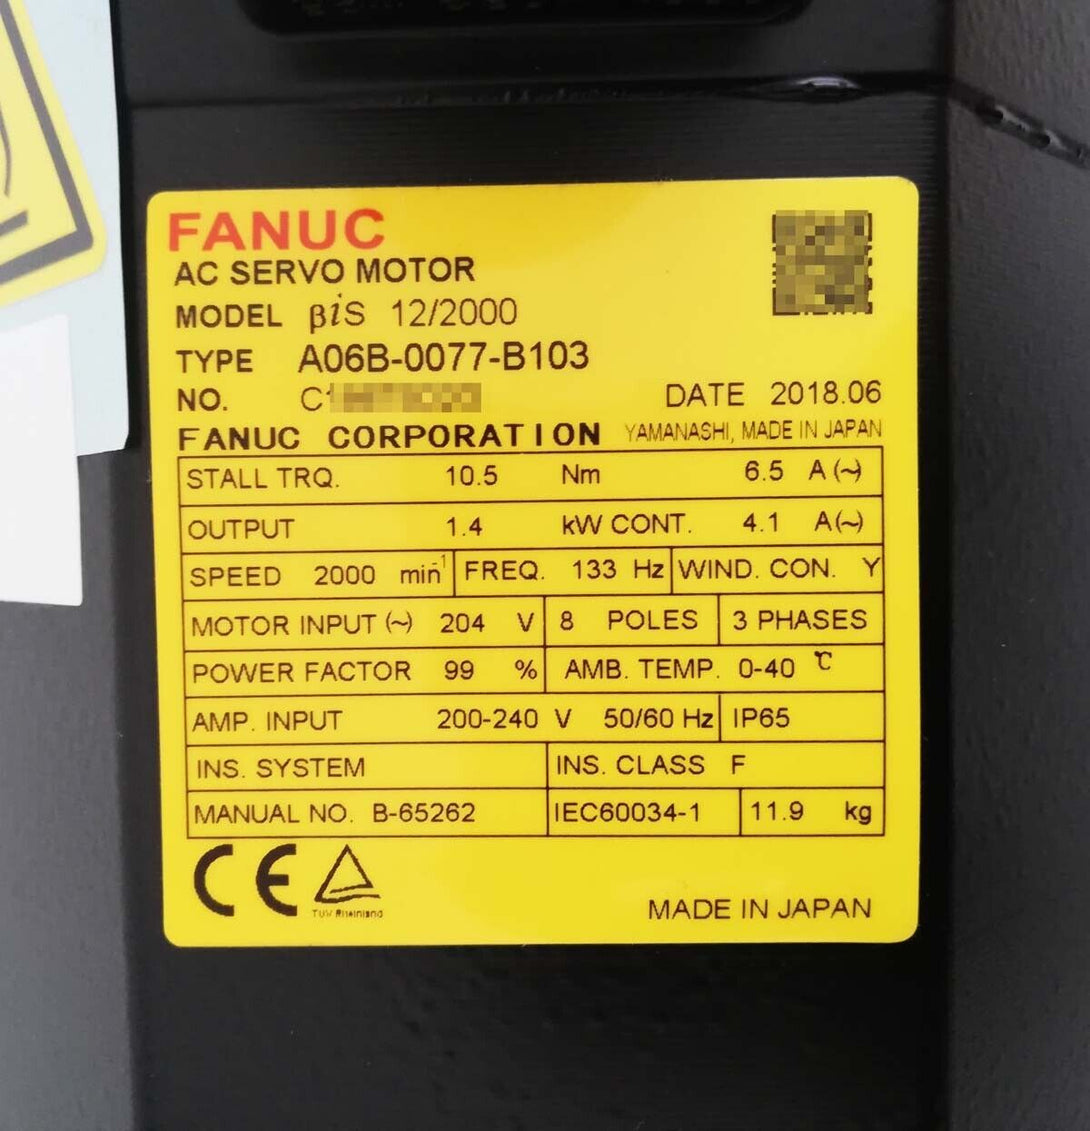 FANUC
AC SERVO MOTOR
MODEL βiS 12/2000
TYPE A06B-0077-B103
NO.
DATE 2018.06
FANUC CORPORATION YAMANASHI, MADE IN JAPAN
STALL TRQ. 10.5 Nm 6.5 A (~)
OUTPUT 1.4 kW CONT. 4.1 A(~)
SPEED 2000 min⁻¹ FREQ. 133 Hz WIND. CON. Y
MOTOR INPUT (~) 204 V 8 POLES 3 PHASES
POWER FACTOR 99 % AMB. TEMP. 0-40 ℃
AMP. INPUT 200-240 V 50/60 Hz IP65
INS. SYSTEM INS. CLASS F
MANUAL NO. B-65262 IEC60034-1 11.9 kg
CE
TÜV Rheinland
MADE IN JAPAN